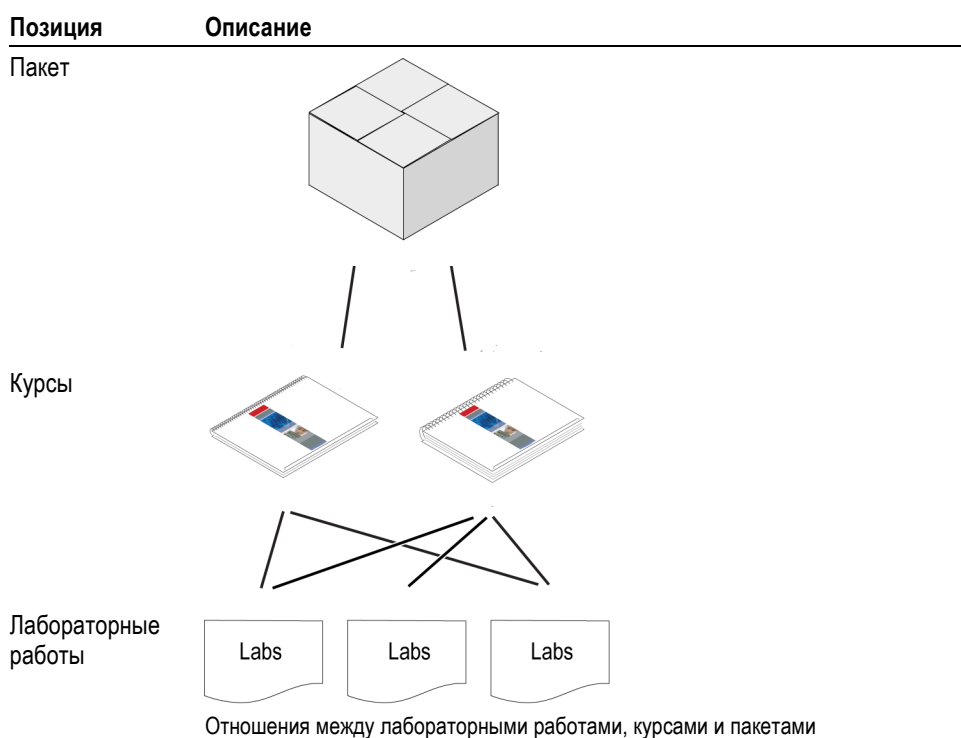 Позиция Описание
Пакет
Курсы
Лабораторные
работы
Labs Labs Labs
Отношения между лабораторными работами, курсами и пакетами